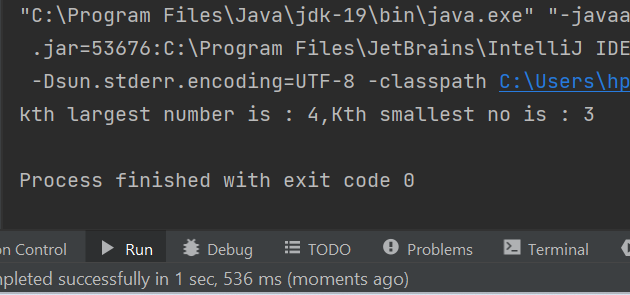 "C:\Program Files\Java\jdk-19\bin\java.exe" "-javaa
.jar=53676:C:\Program Files\JetBrains\IntelliJ IDE
-Dsun.stderr.encoding=UTF-8 -classpath C:\Users\hp
kth largest number is : 4,Kth smallest no is : 3
Process finished with exit code 0
on Control Run Debug TODO Problems Terminal
mpleted successfully in 1 sec, 536 ms (moments ago)